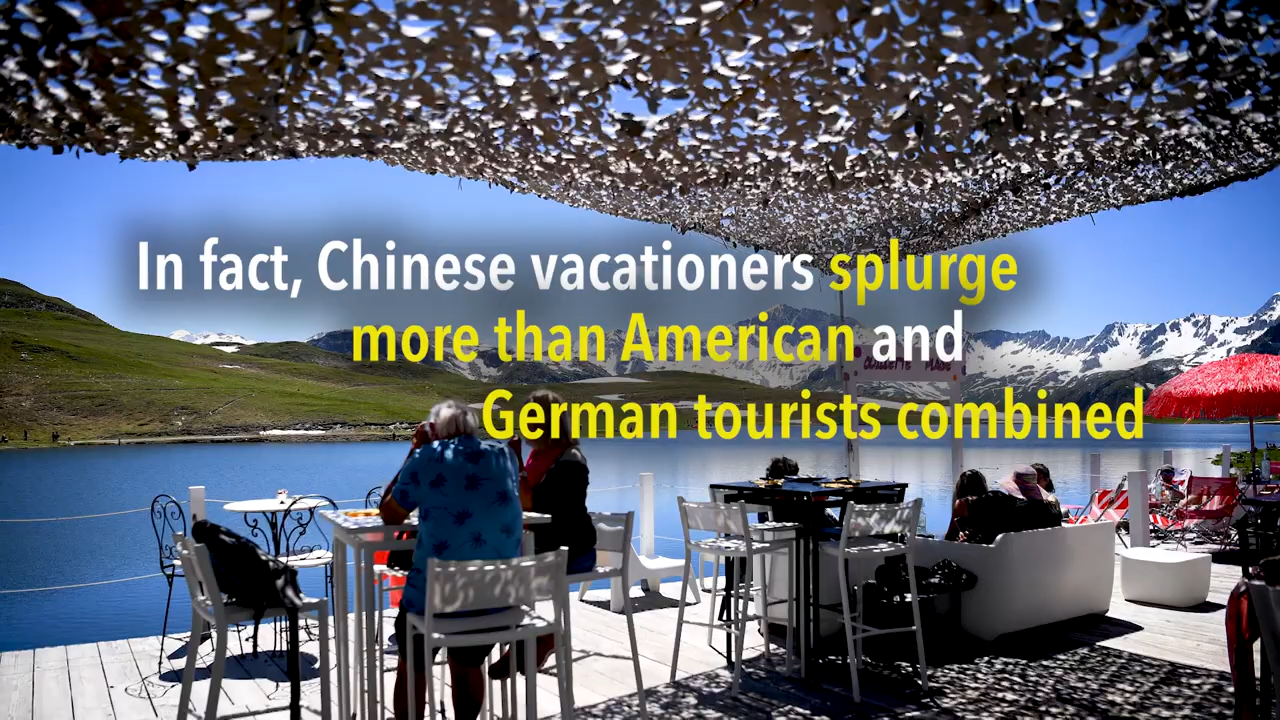 In fact, Chinese vacationers splurge
more than American and
German tourists combined